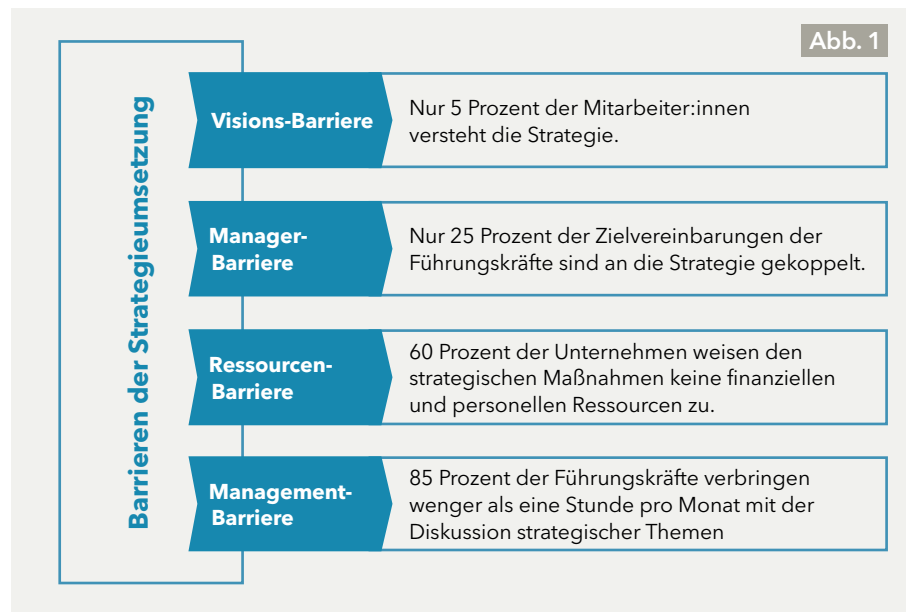 Abb. 1
Barrieren der Strategieumsetzung
Visions-Barriere
Nur 5 Prozent der Mitarbeiter:innen
versteht die Strategie.
Manager-
Barriere
Nur 25 Prozent der Zielvereinbarungen der
Führungskräfte sind an die Strategie gekoppelt.
Ressourcen-
Barriere
60 Prozent der Unternehmen weisen den
strategischen Maßnahmen keine finanziellen
und personellen Ressourcen zu.
Management-
Barriere
85 Prozent der Führungskräfte verbringen
wenger als eine Stunde pro Monat mit der
Diskussion strategischer Themen